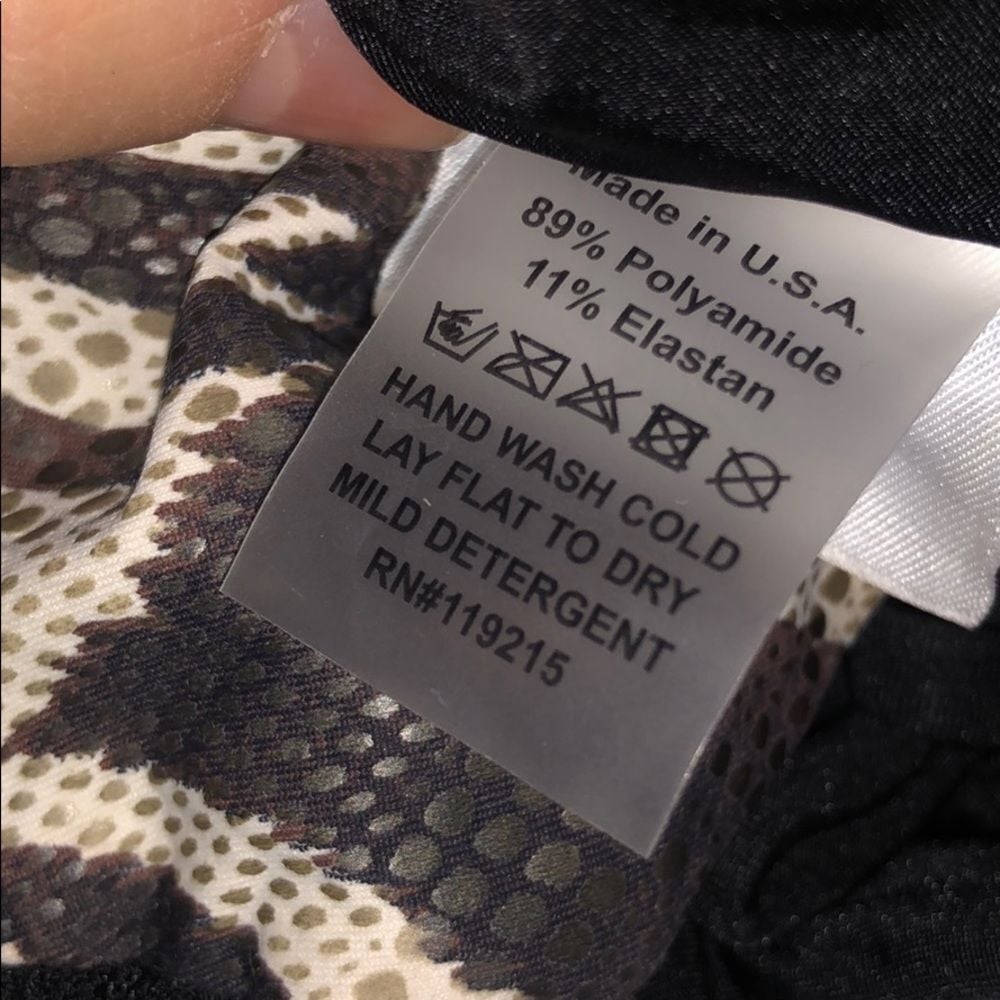 Made in U.S.A.
89% Polyamide
11% Elastan
HAND WASH COLD
LAY FLAT TO DRY
MILD DETERGENT
RN#119215